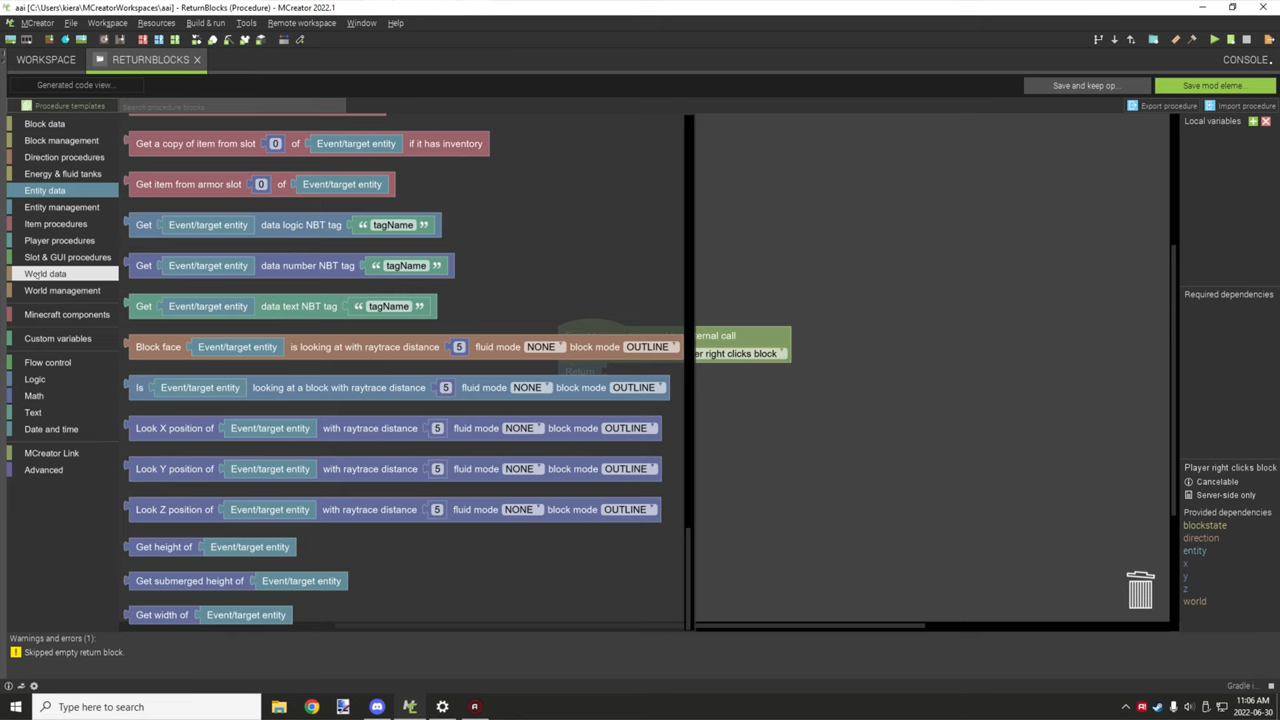 aai [C:\Users\kiera\MCreatorWorkspaces\aai] - ReturnBlocks (Procedure) - MCreator 2022.1
MCreator File Workspace Resources Build & run Tools Remote workspace Window Help
WORKSPACE RETURNBLOCKS CONSOLE
Generated code view... Save and keep op... Save mod eleme...
Procedure templates Search procedure blocks Export procedure Import procedure
Block data
Block management
Direction procedures
Energy & fluid tanks
Entity data
Entity management
Item procedures
Player procedures
Slot & GUI procedures
World data
World management
Minecraft components
Custom variables
Flow control
Logic
Math
Text
Date and time
MCreator Link
Advanced
Get a copy of item from slot 0 of Event/target entity if it has inventory
Get item from armor slot 0 of Event/target entity
Get Event/target entity data logic NBT tag “ tagName ”
Get Event/target entity data number NBT tag “ tagName ”
Get Event/target entity data text NBT tag “ tagName ”
Block face Event/target entity is looking at with raytrace distance 5 fluid mode NONE block mode OUTLINE
Is Event/target entity looking at a block with raytrace distance 5 fluid mode NONE block mode OUTLINE
Look X position of Event/target entity with raytrace distance 5 fluid mode NONE block mode OUTLINE
Look Y position of Event/target entity with raytrace distance 5 fluid mode NONE block mode OUTLINE
Look Z position of Event/target entity with raytrace distance 5 fluid mode NONE block mode OUTLINE
Get height of Event/target entity
Get submerged height of Event/target entity
Get width of Event/target entity
ternal call
er right clicks block
Return
Local variables
Required dependencies
Player right clicks block
Cancelable
Server-side only
Provided dependencies
blockstate
direction
entity
x
y
z
world
Warnings and errors (1):
Skipped empty return block.
Gradle i...
Type here to search
11:06 AM
2022-06-30